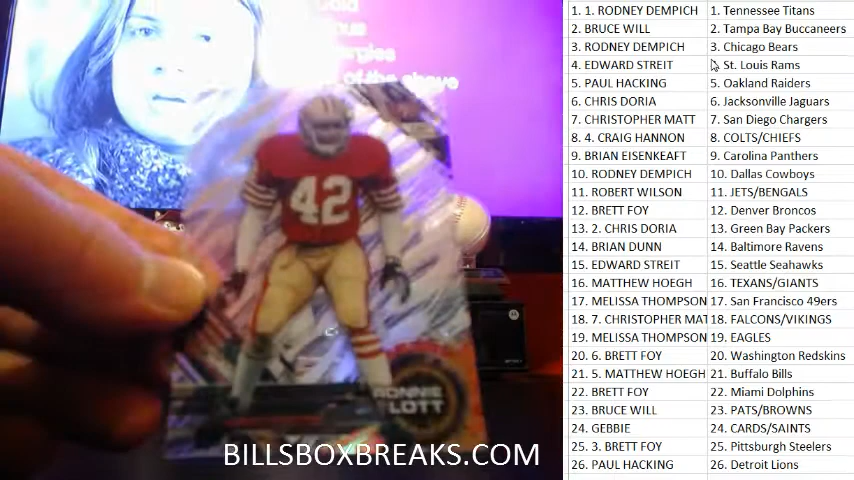 of the above
42
RONNIE
LOTT
BILLSBOXBREAKS.COM
1. 1. RODNEY DEMPICH 1. Tennessee Titans
2. BRUCE WILL 2. Tampa Bay Buccaneers
3. RODNEY DEMPICH 3. Chicago Bears
4. EDWARD STREIT St. Louis Rams
5. PAUL HACKING 5. Oakland Raiders
6. CHRIS DORIA 6. Jacksonville Jaguars
7. CHRISTOPHER MATT 7. San Diego Chargers
8. 4. CRAIG HANNON 8. COLTS/CHIEFS
9. BRIAN EISENKEAFT 9. Carolina Panthers
10. RODNEY DEMPICH 10. Dallas Cowboys
11. ROBERT WILSON 11. JETS/BENGALS
12. BRETT FOY 12. Denver Broncos
13. 2. CHRIS DORIA 13. Green Bay Packers
14. BRIAN DUNN 14. Baltimore Ravens
15. EDWARD STREIT 15. Seattle Seahawks
16. MATTHEW HOEGH 16. TEXANS/GIANTS
17. MELISSA THOMPSON 17. San Francisco 49ers
18. 7. CHRISTOPHER MAT 18. FALCONS/VIKINGS
19. MELISSA THOMPSON 19. EAGLES
20. 6. BRETT FOY 20. Washington Redskins
21. 5. MATTHEW HOEGH 21. Buffalo Bills
22. BRETT FOY 22. Miami Dolphins
23. BRUCE WILL 23. PATS/BROWNS
24. GEBBIE 24. CARDS/SAINTS
25. 3. BRETT FOY 25. Pittsburgh Steelers
26. PAUL HACKING 26. Detroit Lions